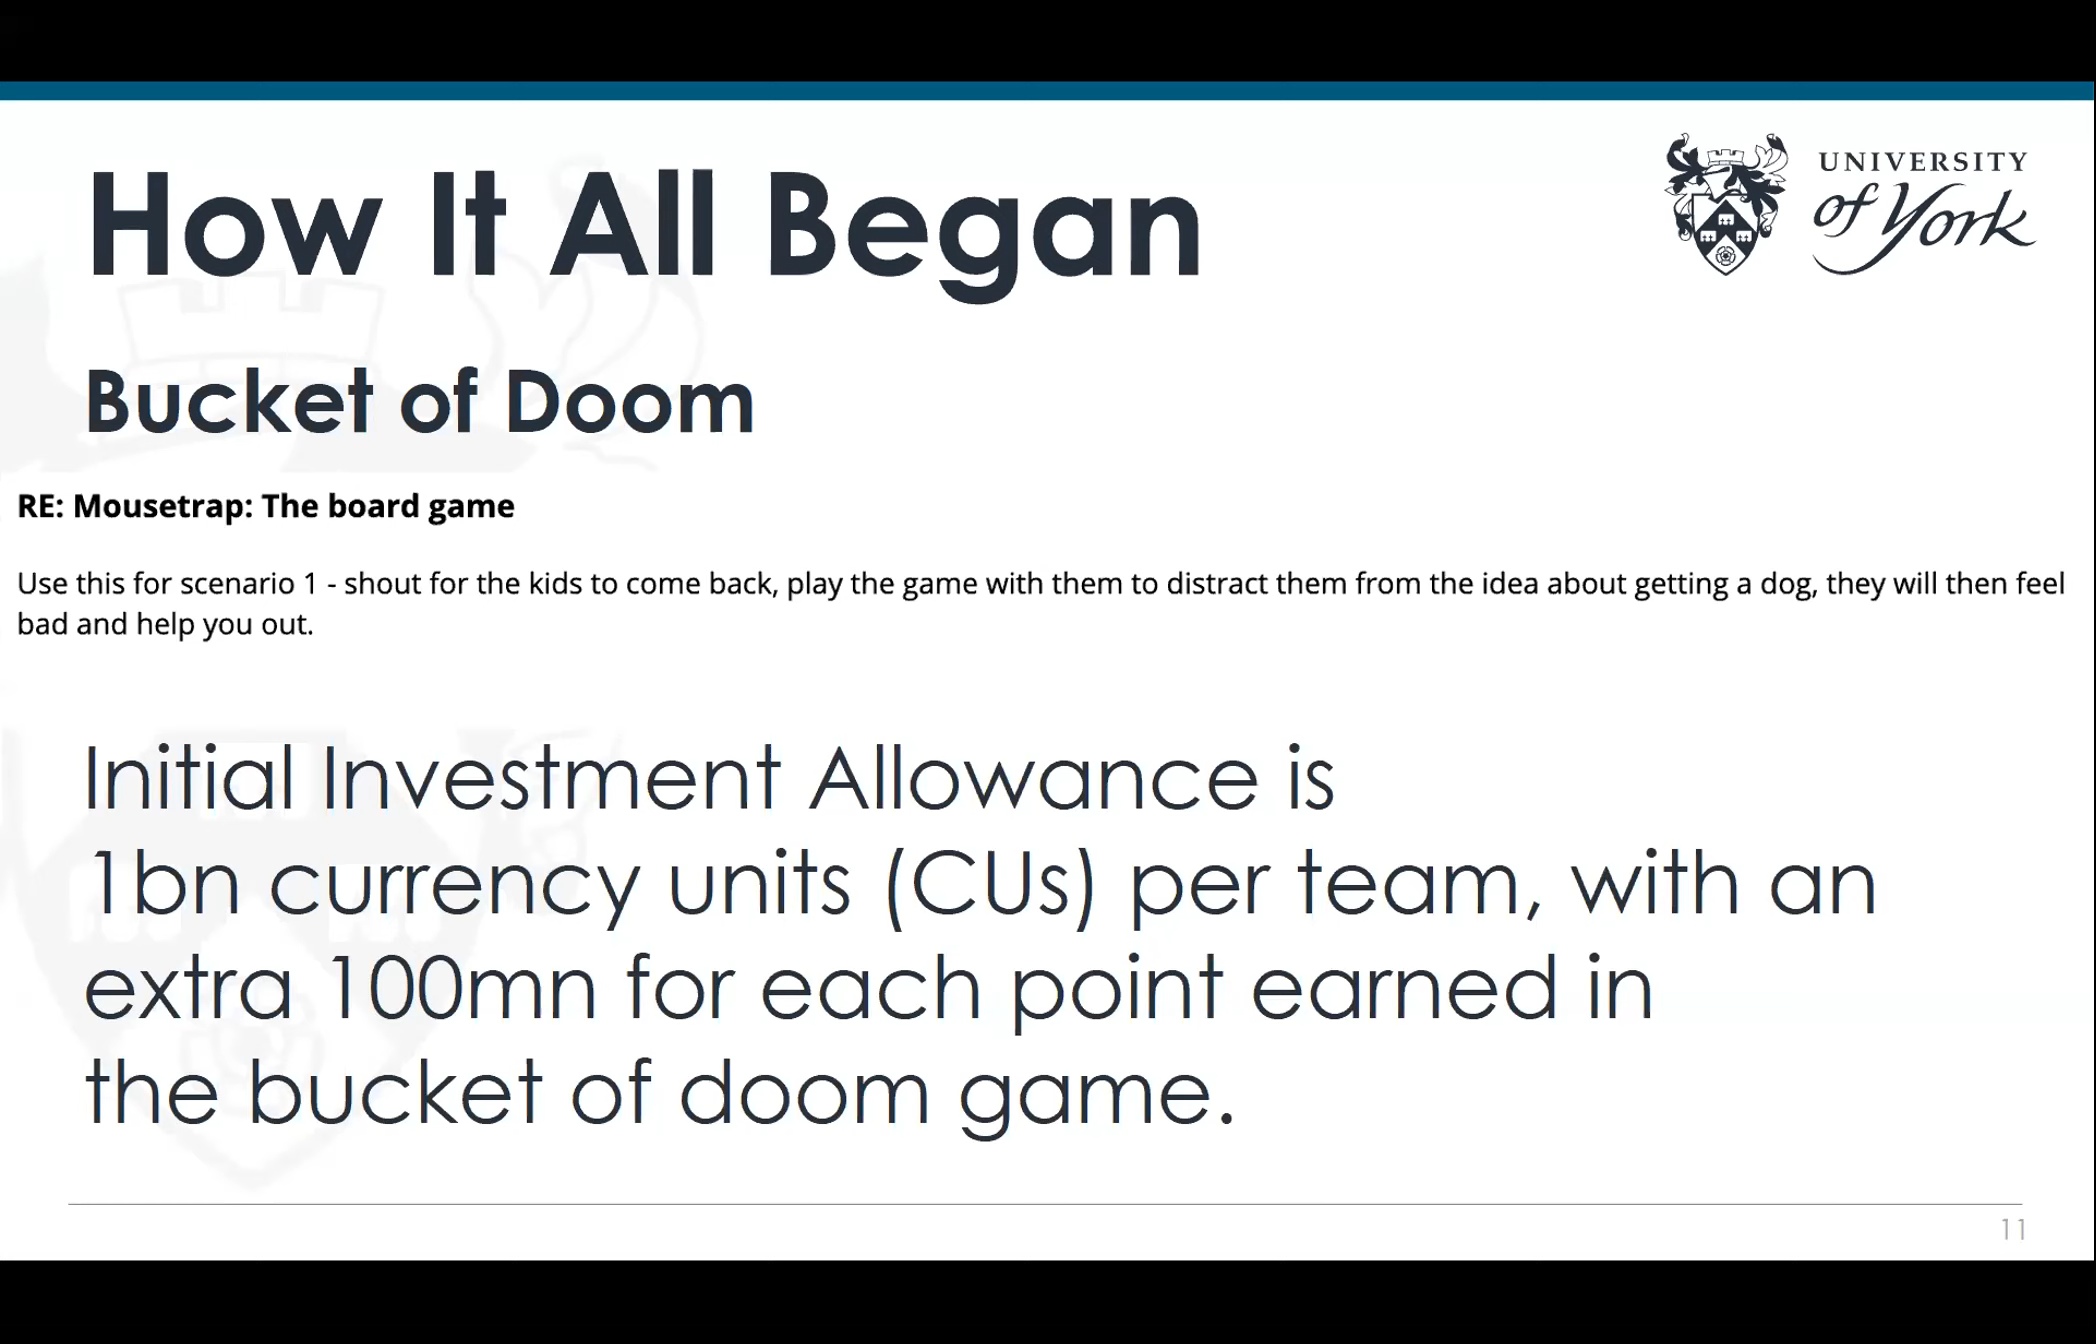 How It All Began
UNIVERSITY
of York
Bucket of Doom
RE: Mousetrap: The board game
Use this for scenario 1 - shout for the kids to come back, play the game with them to distract them from the idea about getting a dog, they will then feel
bad and help you out.
Initial Investment Allowance is
1bn currency units (CUs) per team, with an
extra 100mn for each point earned in
the bucket of doom game.
11